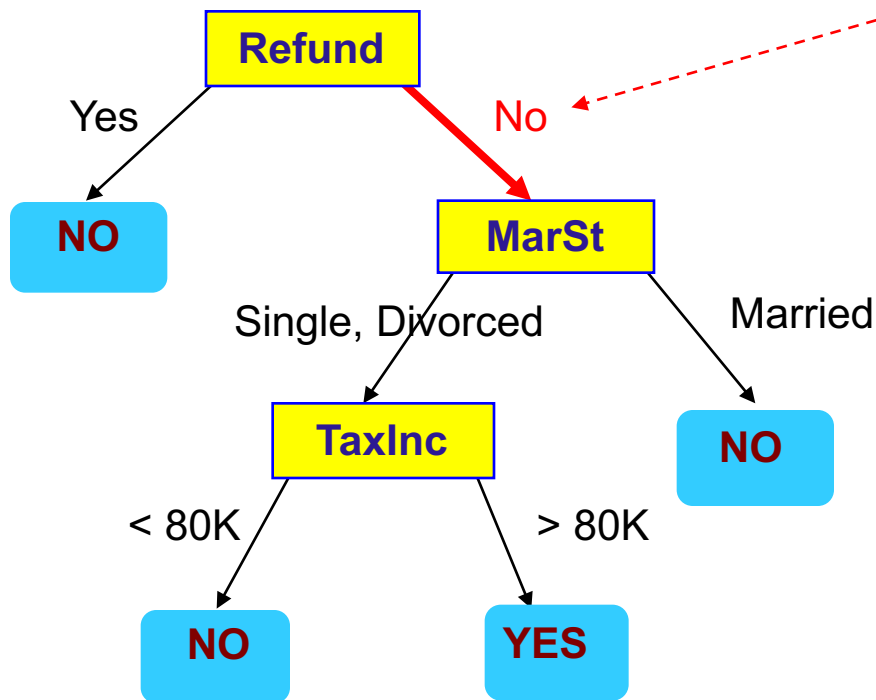 Refund
Yes
No
NO
MarSt
Single, Divorced
Married
TaxInc
NO
< 80K
> 80K
NO
YES